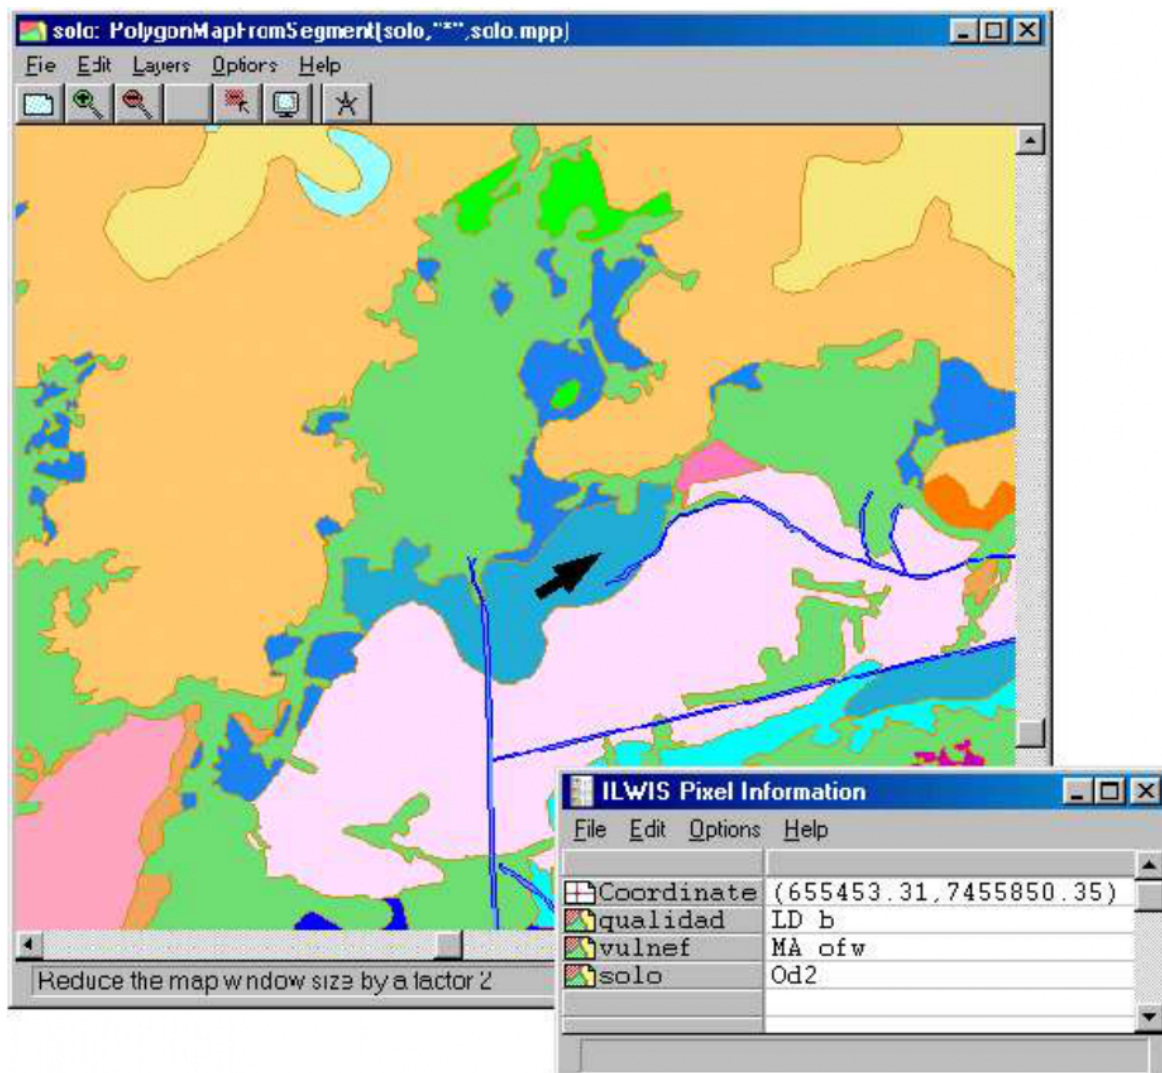 solo: PolygonMapFromSegment(solo,"*",solo.mpp)
File Edit Layers Options Help
Reduce the map window size by a factor 2
ILWIS Pixel Information
File Edit Options Help
Coordinate (655453.31,7455850.35)
qualidad LD b
vulnef MA ofw
solo Od2